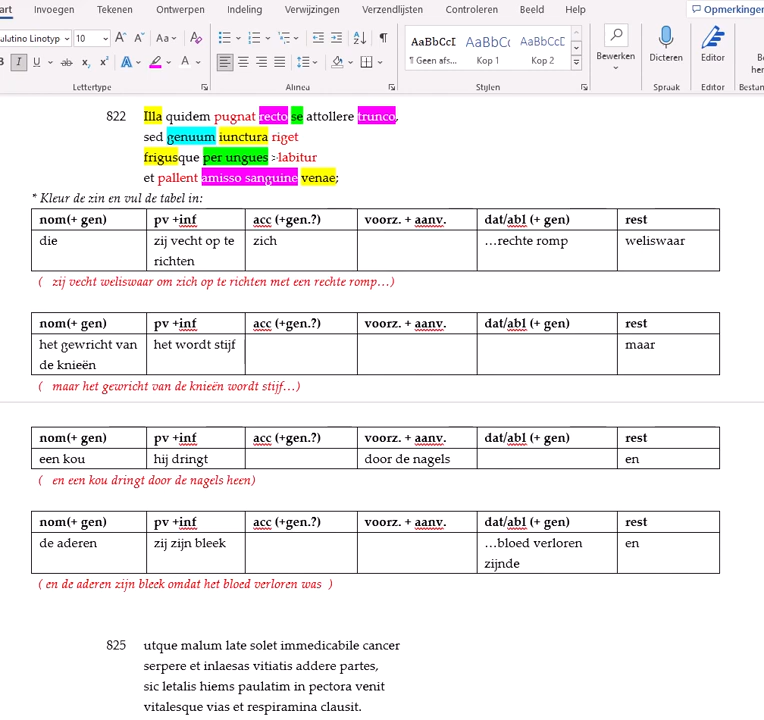 art Invoegen Tekenen Ontwerpen Indeling Verwijzingen Verzendlijsten Controleren Beeld Help Opmerkingen
alatino Linotyp 10 Aa AaBbCcI AaBbC AaBbCcD
B I U ab x₂ x² A A ¶ Geen afs... Kop 1 Kop 2 Bewerken Dicteren Editor
Lettertype Alinea Stijlen Spraak Editor
822 Illa quidem pugnat recto se attollere trunco,
sed genuum iunctura riget
frigusque per ungues >labitur
et pallent amisso sanguine venae;
* Kleur de zin en vul de tabel in:
nom(+ gen) pv +inf acc (+gen.?) voorz. + aanv. dat/abl (+ gen) rest
die zij vecht op te richten zich …rechte romp weliswaar
( zij vecht weliswaar om zich op te richten met een rechte romp…)
nom(+ gen) pv +inf acc (+gen.?) voorz. + aanv. dat/abl (+ gen) rest
het gewricht van de knieën het wordt stijf maar
( maar het gewricht van de knieën wordt stijf…)
nom(+ gen) pv +inf acc (+gen.?) voorz. + aanv. dat/abl (+ gen) rest
een kou hij dringt door de nagels en
( en een kou dringt door de nagels heen)
nom(+ gen) pv +inf acc (+gen.?) voorz. + aanv. dat/abl (+ gen) rest
de aderen zij zijn bleek …bloed verloren zijnde en
( en de aderen zijn bleek omdat het bloed verloren was )
825 utque malum late solet immedicabile cancer
serpere et inlaesas vitiatis addere partes,
sic letalis hiems paulatim in pectora venit
vitalesque vias et respiramina clausit.